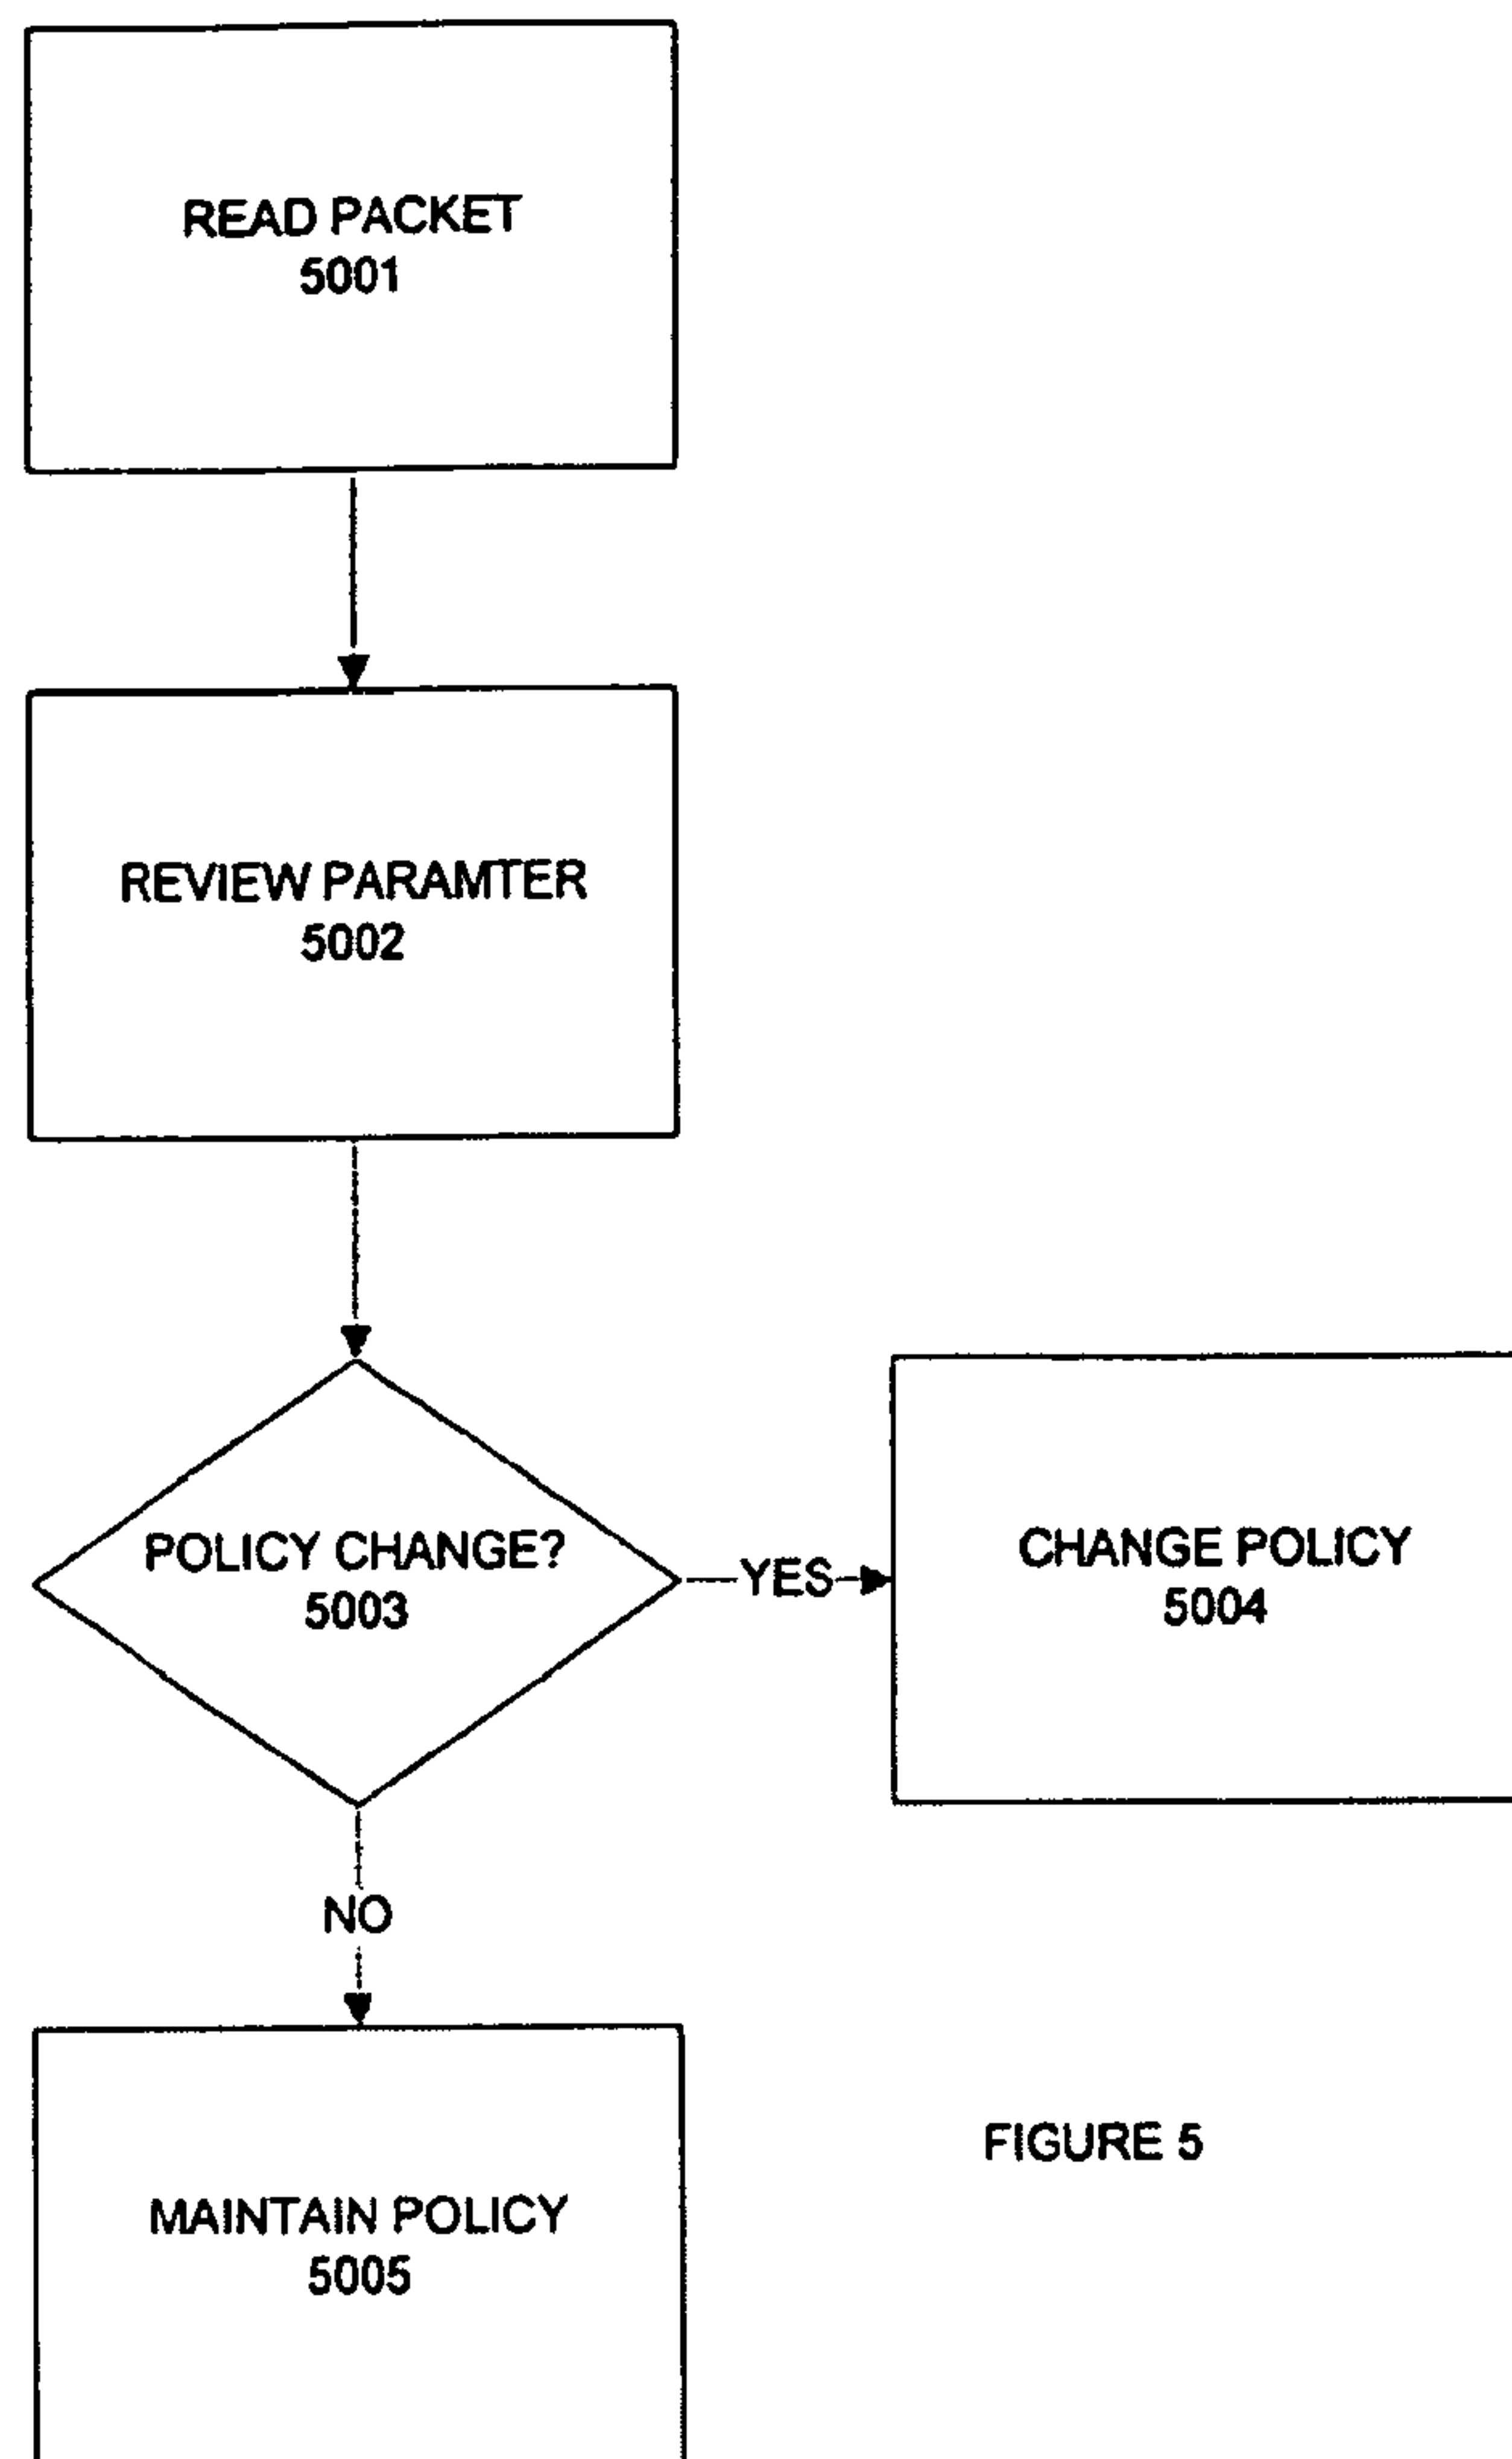 READ PACKET
5001
REVIEW PARAMTER
5002
POLICY CHANGE?
5003
YES
CHANGE POLICY
5004
NO
MAINTAIN POLICY
5005
FIGURE 5